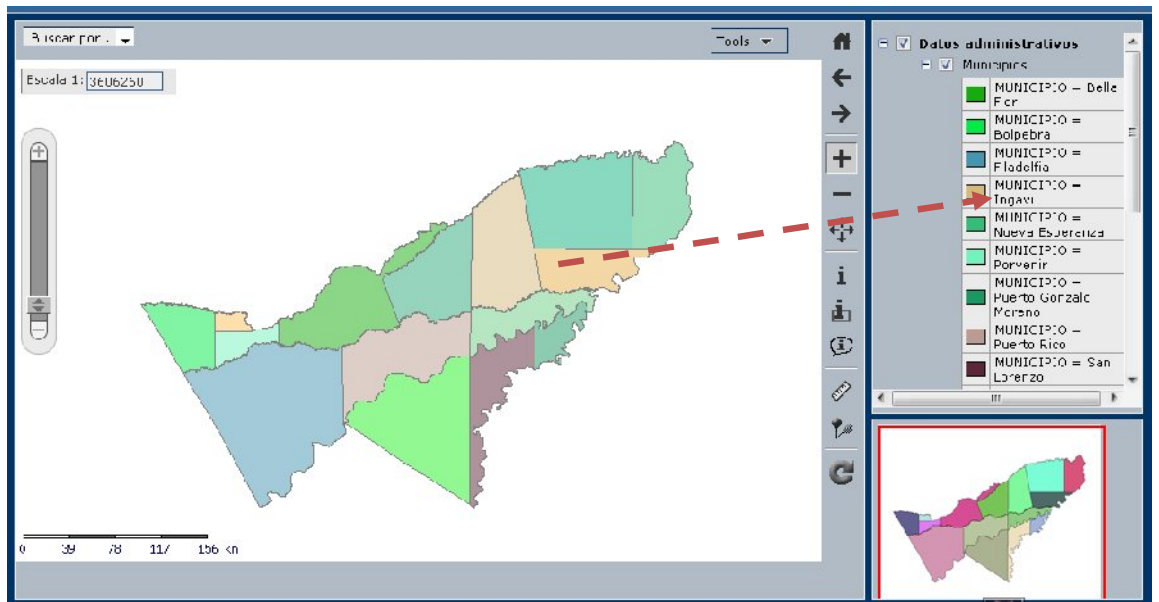 Buscar por...
Tools
Escala 1: 3606250
0 39 78 117 156 km
Datos administrativos
Municipios
MUNICIPIO = Bella
Flor
MUNICIPIO =
Bolpebra
MUNICIPIO =
Filadelfia
MUNICIPIO =
Ingavi
MUNICIPIO =
Nueva Esperanza
MUNICIPIO =
Porvenir
MUNICIPIO =
Puerto Gonzalo
Moreno
MUNICIPIO =
Puerto Rico
MUNICIPIO = San
Lorenzo